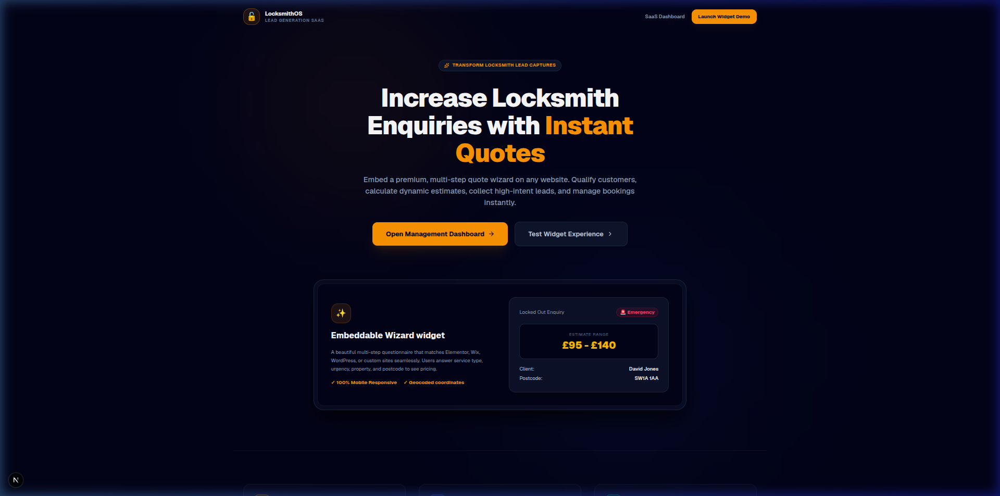 LocksmithOS
LEAD GENERATION SAAS
SaaS Dashboard
Launch Widget Demo
TRANSFORM LOCKSMITH LEAD CAPTURES
Increase Locksmith
Enquiries with Instant
Quotes
Embed a premium, multi-step quote wizard on any website. Qualify customers,
calculate dynamic estimates, collect high-intent leads, and manage bookings
instantly.
Open Management Dashboard →
Test Widget Experience
Embeddable Wizard widget
A beautiful multi-step questionnaire that matches Elementor, Wix,
WordPress, or custom sites seamlessly. Users answer service type,
urgency, property, and postcode to see pricing.
✓ 100% Mobile Responsive ✓ Geocoded coordinates
Locked Out Enquiry
🚨 Emergency
ESTIMATE RANGE
£95 - £140
Client: David Jones
Postcode: SW1A 1AA
N